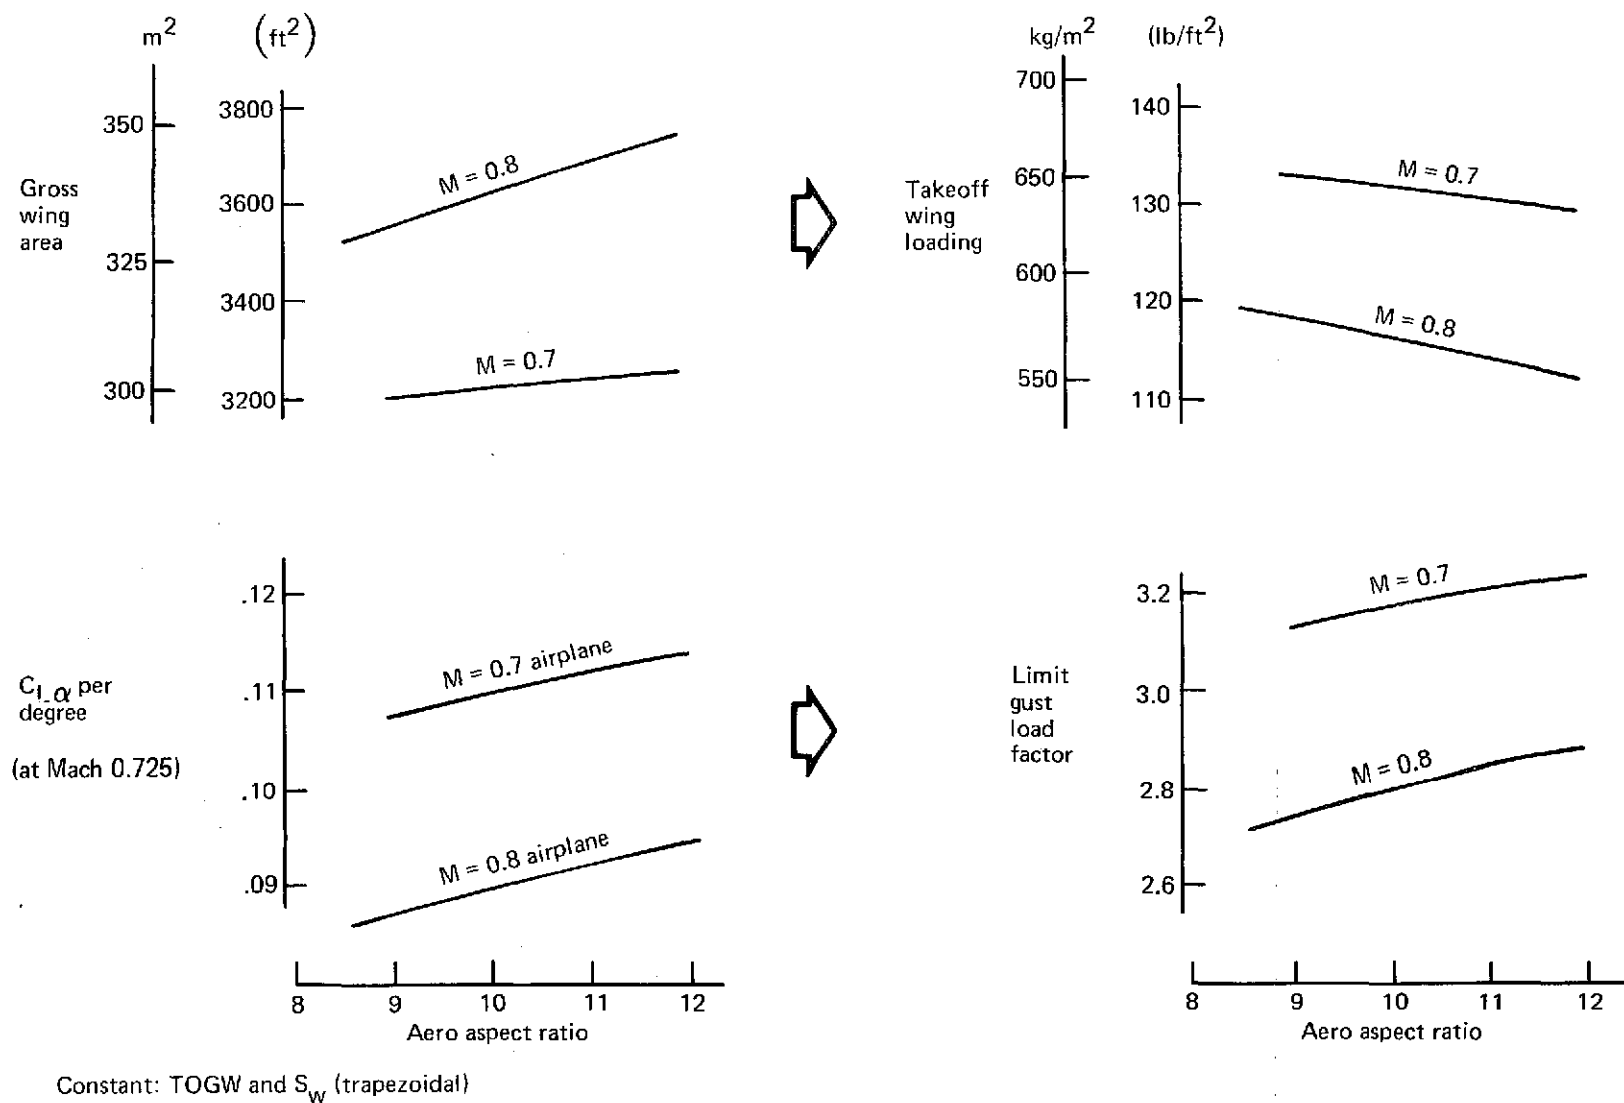 m²
(ft²)
350
325
300
3800
3600
3400
3200
Gross
wing
area
M = 0.8
M = 0.7
kg/m²
(lb/ft²)
700
650
600
550
140
130
120
110
Takeoff
wing
loading
M = 0.7
M = 0.8
.12
.11
.10
.09
C_L_α per
degree
(at Mach 0.725)
M = 0.7 airplane
M = 0.8 airplane
8 9 10 11 12
Aero aspect ratio
3.2
3.0
2.8
2.6
Limit
gust
load
factor
M = 0.7
M = 0.8
8 9 10 11 12
Aero aspect ratio
Constant: TOGW and S_w (trapezoidal)